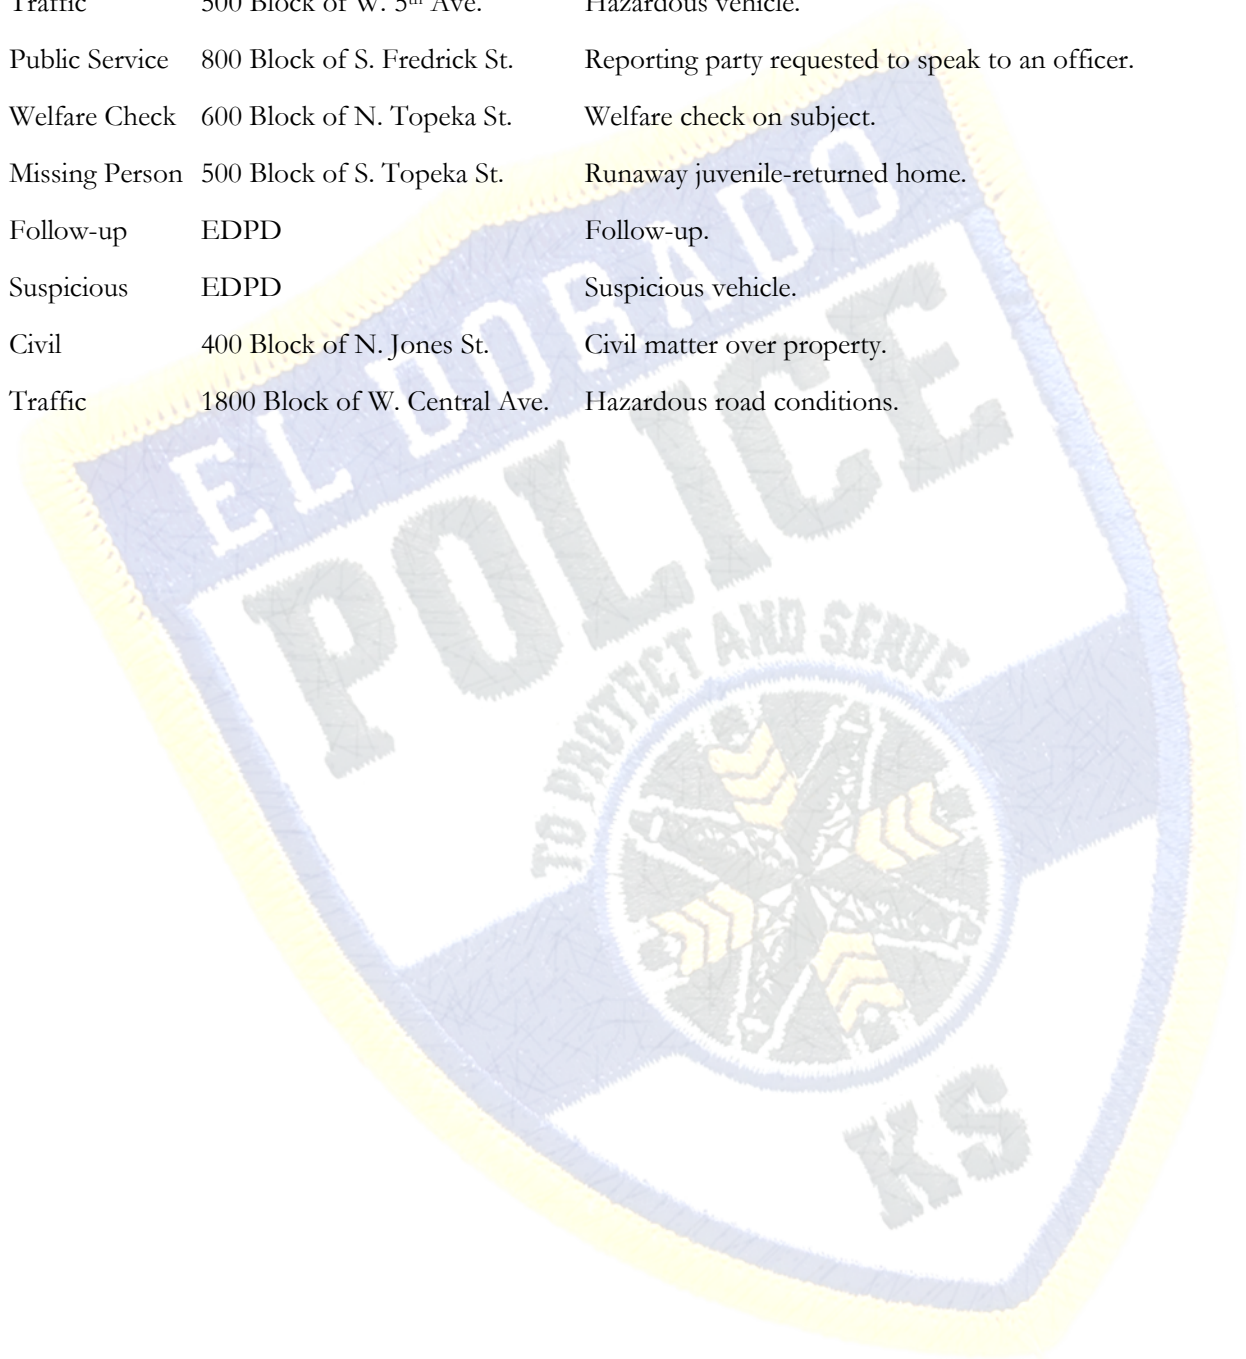 Traffic 500 Block of W. 5th Ave. Hazardous vehicle.
Public Service 800 Block of S. Fredrick St. Reporting party requested to speak to an officer.
Welfare Check 600 Block of N. Topeka St. Welfare check on subject.
Missing Person 500 Block of S. Topeka St. Runaway juvenile-returned home.
Follow-up EDPD Follow-up.
Suspicious EDPD Suspicious vehicle.
Civil 400 Block of N. Jones St. Civil matter over property.
Traffic 1800 Block of W. Central Ave. Hazardous road conditions.
EL DORADO
POLICE
TO PROTECT AND SERVE
KS